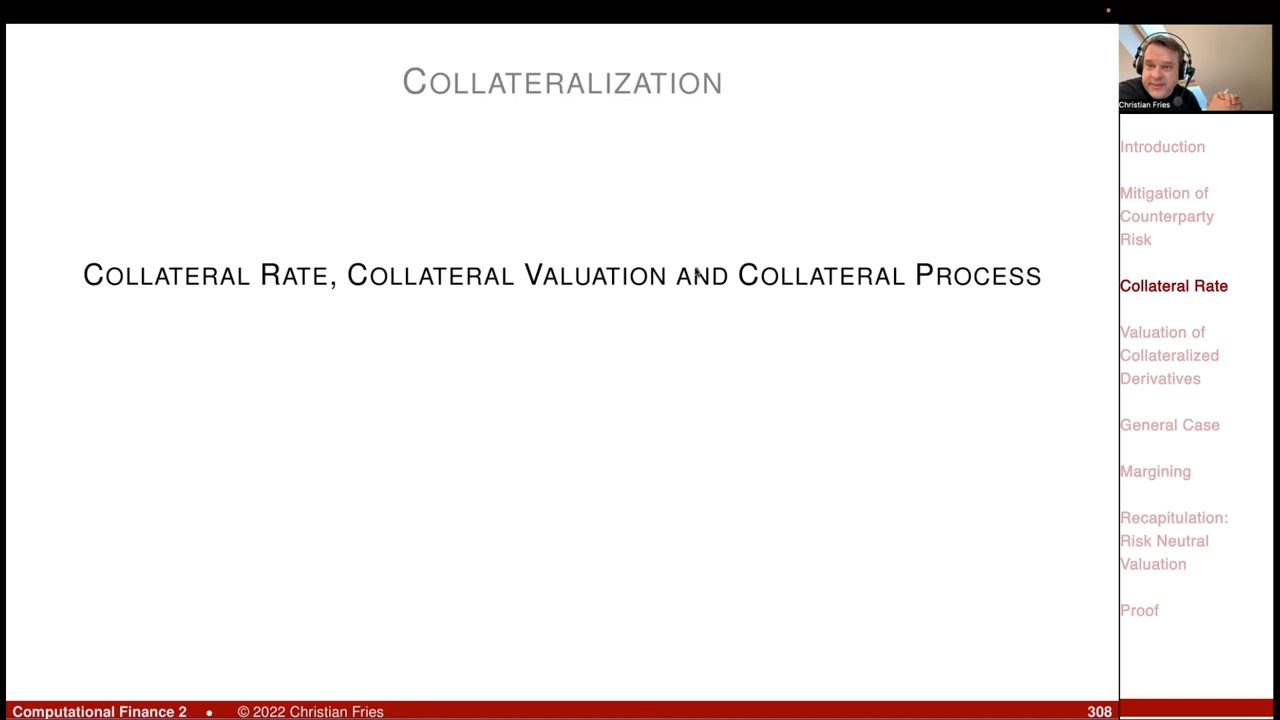 COLLATERALIZATION
COLLATERAL RATE, COLLATERAL VALUATION AND COLLATERAL PROCESS
Christian Fries
Introduction
Mitigation of
Counterparty
Risk
Collateral Rate
Valuation of
Collateralized
Derivatives
General Case
Margining
Recapitulation:
Risk Neutral
Valuation
Proof
Computational Finance 2 • © 2022 Christian Fries 308